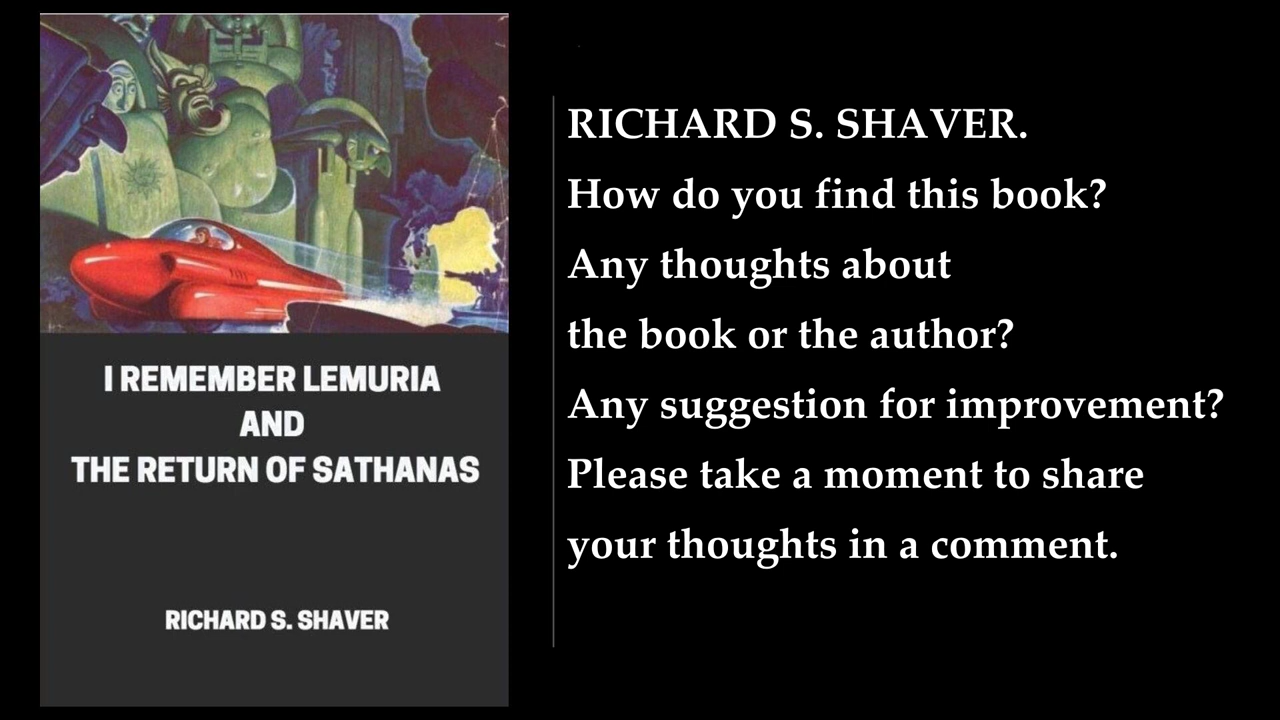 I REMEMBER LEMURIA
AND
THE RETURN OF SATHANAS
RICHARD S. SHAVER
RICHARD S. SHAVER.
How do you find this book?
Any thoughts about
the book or the author?
Any suggestion for improvement?
Please take a moment to share
your thoughts in a comment.